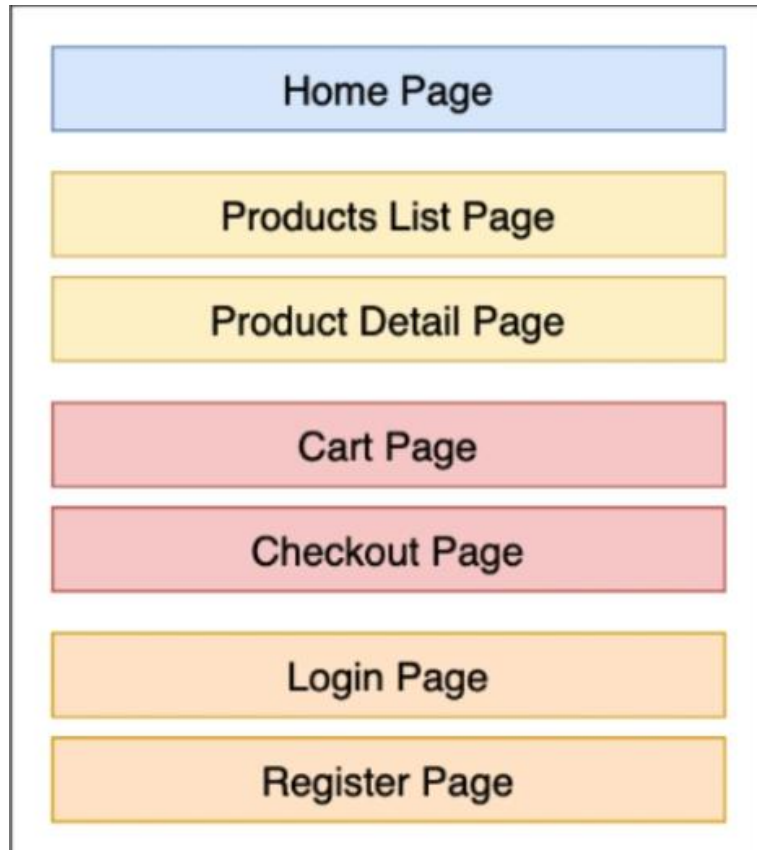 Home Page
Products List Page
Product Detail Page
Cart Page
Checkout Page
Login Page
Register Page